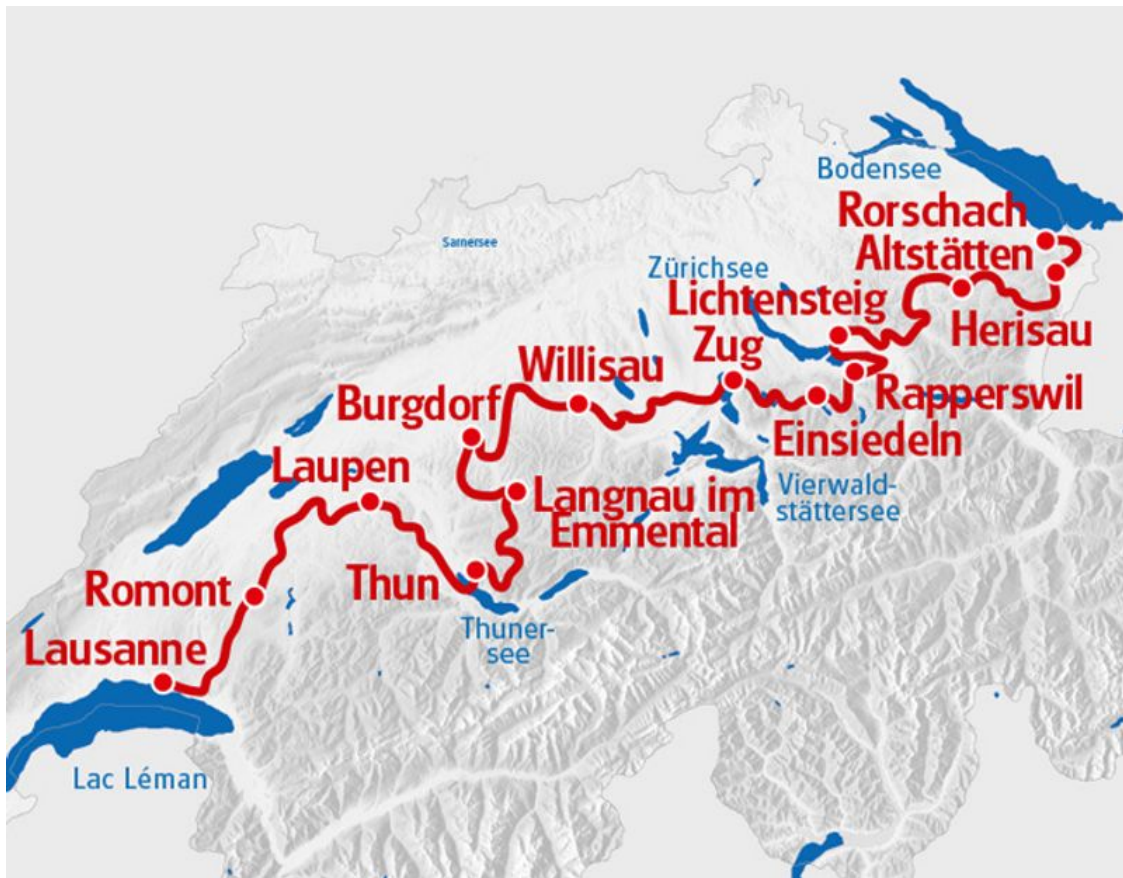 Bodensee
Rorschach
Altstätten
Samersee
Zürichsee
Lichtensteig
Herisau
Zug
Willisau
Rapperswil
Burgdorf
Einsiedeln
Laupen
Langnau im
Emmental
Vierwald-
stättersee
Thun
Romont
Thuner-
see
Lausanne
Lac Léman